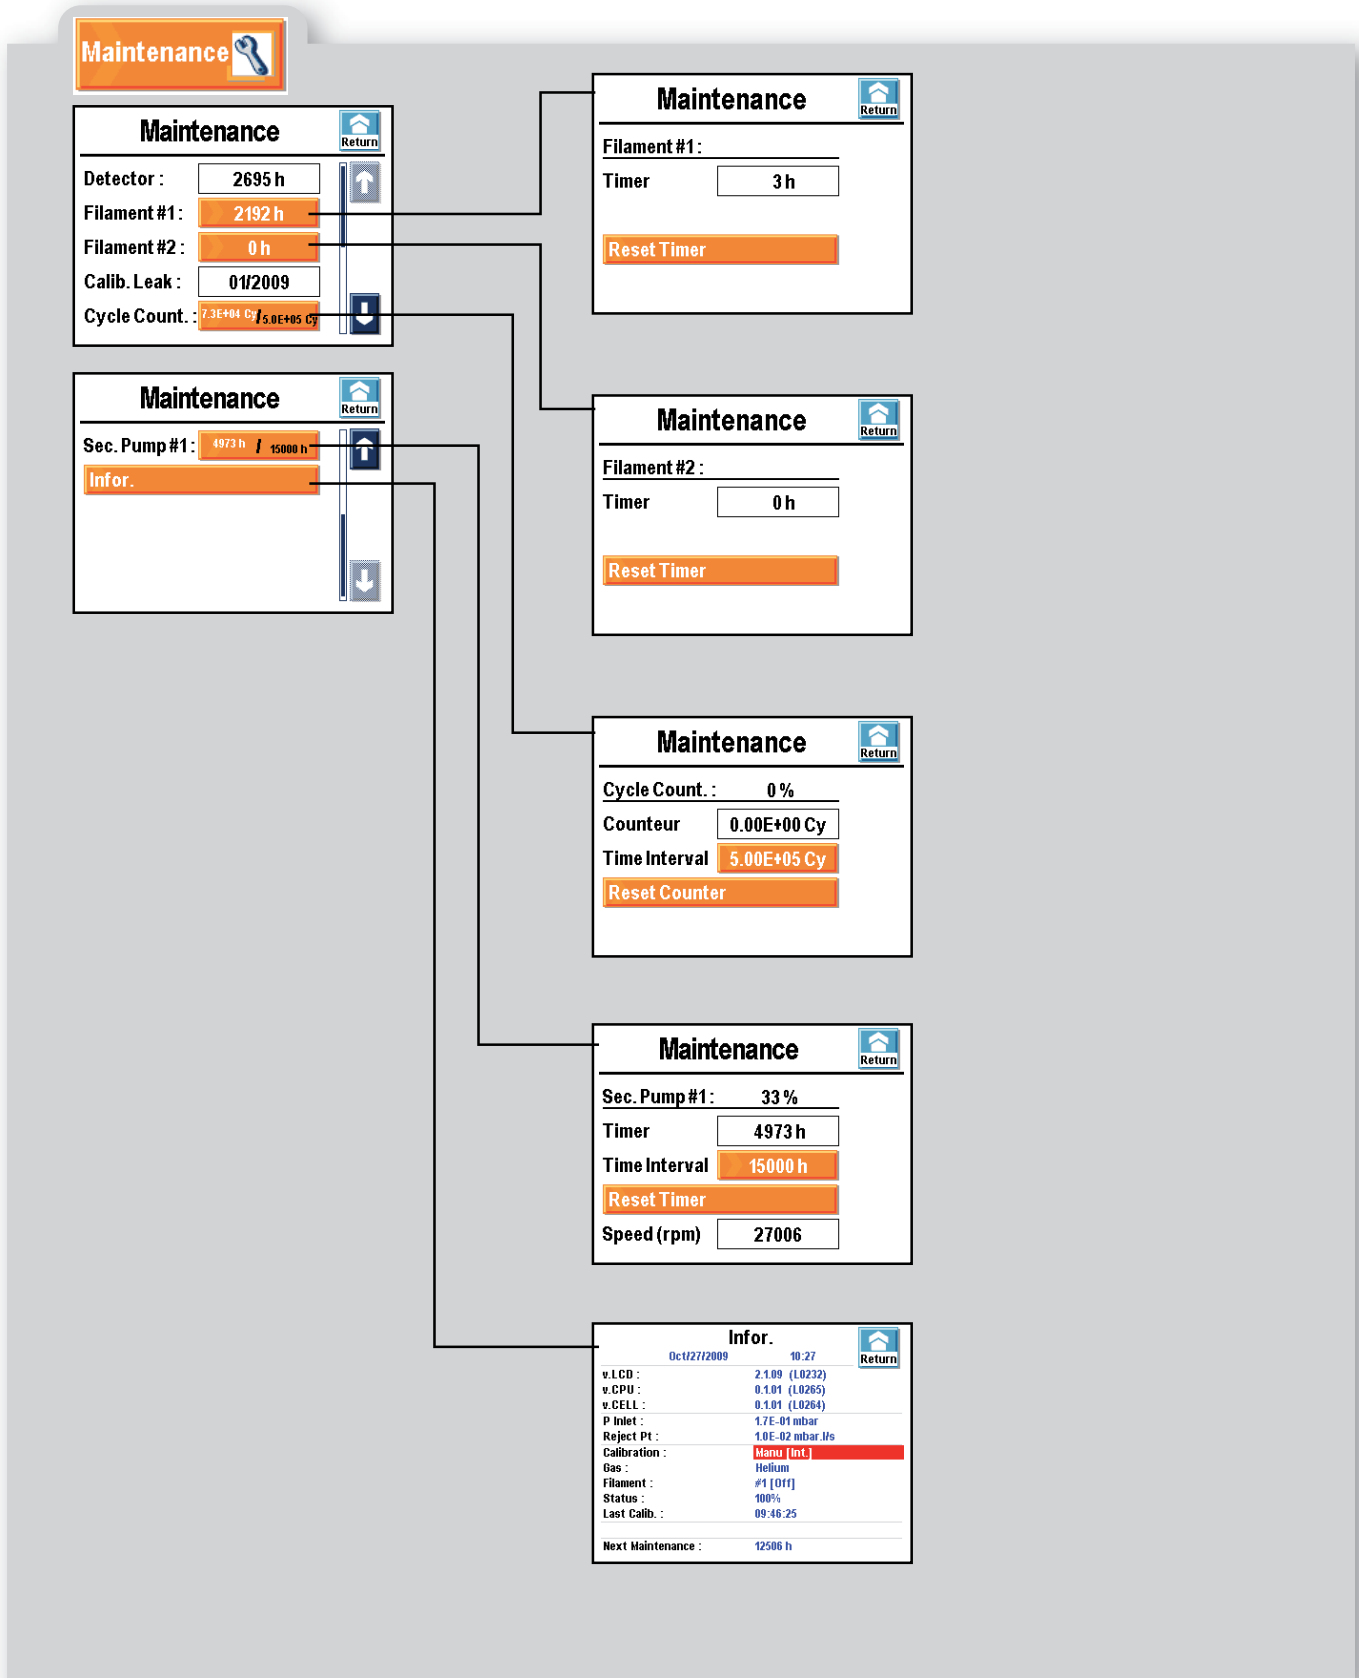 Maintenance
Maintenance
Return
Detector : 2695 h
Filament #1 : 2192 h
Filament #2 : 0 h
Calib. Leak : 01/2009
Cycle Count. : 7.3E+04 Cy / 5.0E+05 Cy
Maintenance
Return
Sec. Pump #1 : 4973 h / 15000 h
Infor.
Maintenance
Return
Filament #1 :
Timer 3 h
Reset Timer
Maintenance
Return
Filament #2 :
Timer 0 h
Reset Timer
Maintenance
Return
Cycle Count. : 0 %
Counteur 0.00E+00 Cy
Time Interval 5.00E+05 Cy
Reset Counter
Maintenance
Return
Sec. Pump #1 : 33 %
Timer 4973 h
Time Interval 15000 h
Reset Timer
Speed (rpm) 27006
Infor.
Return
Oct/27/2009 10:27
v.LCD : 2.1.09 (L0232)
v.CPU : 0.1.01 (L0265)
v.CELL : 0.1.01 (L0264)
P Inlet : 1.7E-01 mbar
Reject Pt : 1.0E-02 mbar.l/s
Calibration : Manu [Int.]
Gas : Helium
Filament : #1 [Off]
Status : 100%
Last Calib. : 09:46:25
Next Maintenance : 12506 h